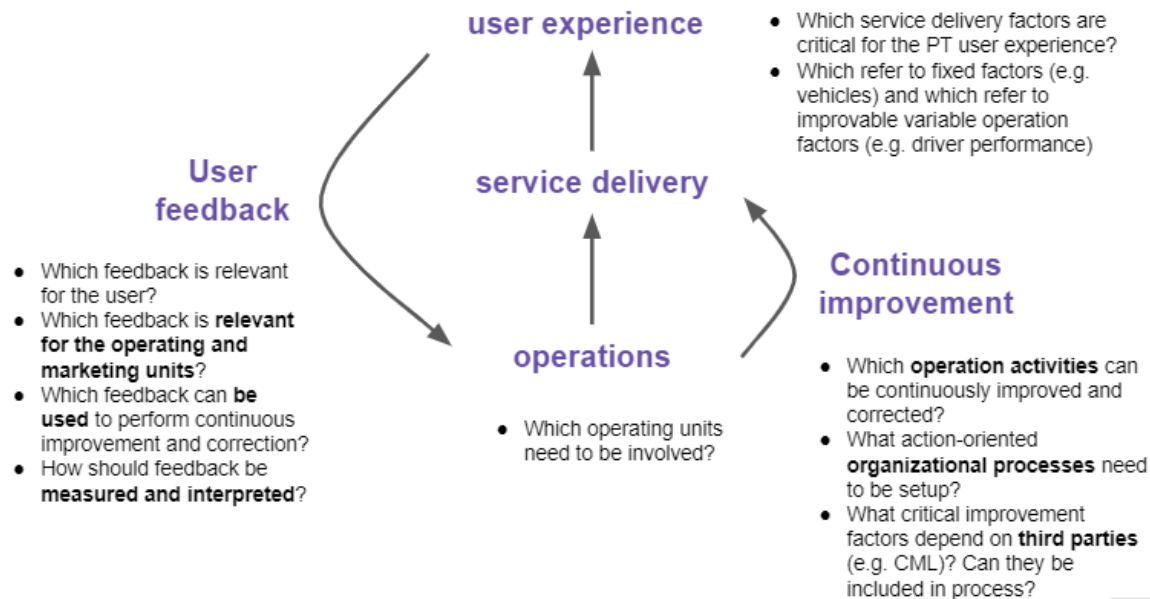 user experience
● Which service delivery factors are
critical for the PT user experience?
● Which refer to fixed factors (e.g.
vehicles) and which refer to
improvable variable operation
factors (e.g. driver performance)
User
feedback
service delivery
● Which feedback is relevant
for the user?
● Which feedback is relevant
for the operating and
marketing units?
● Which feedback can be
used to perform continuous
improvement and correction?
● How should feedback be
measured and interpreted?
operations
● Which operating units
need to be involved?
Continuous
improvement
● Which operation activities can
be continuously improved and
corrected?
● What action-oriented
organizational processes need
to be setup?
● What critical improvement
factors depend on third parties
(e.g. CML)? Can they be
included in process?